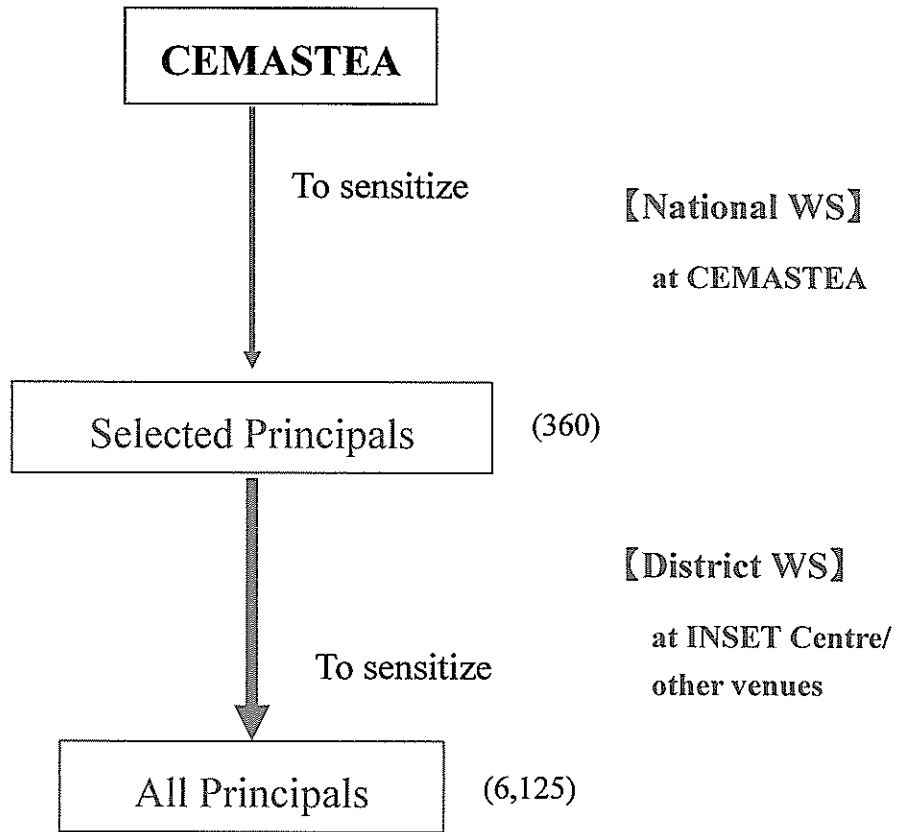 CEMASTEA
To sensitize
【National WS】
at CEMASTEA
Selected Principals
(360)
【District WS】
at INSET Centre/
other venues
To sensitize
All Principals
(6,125)